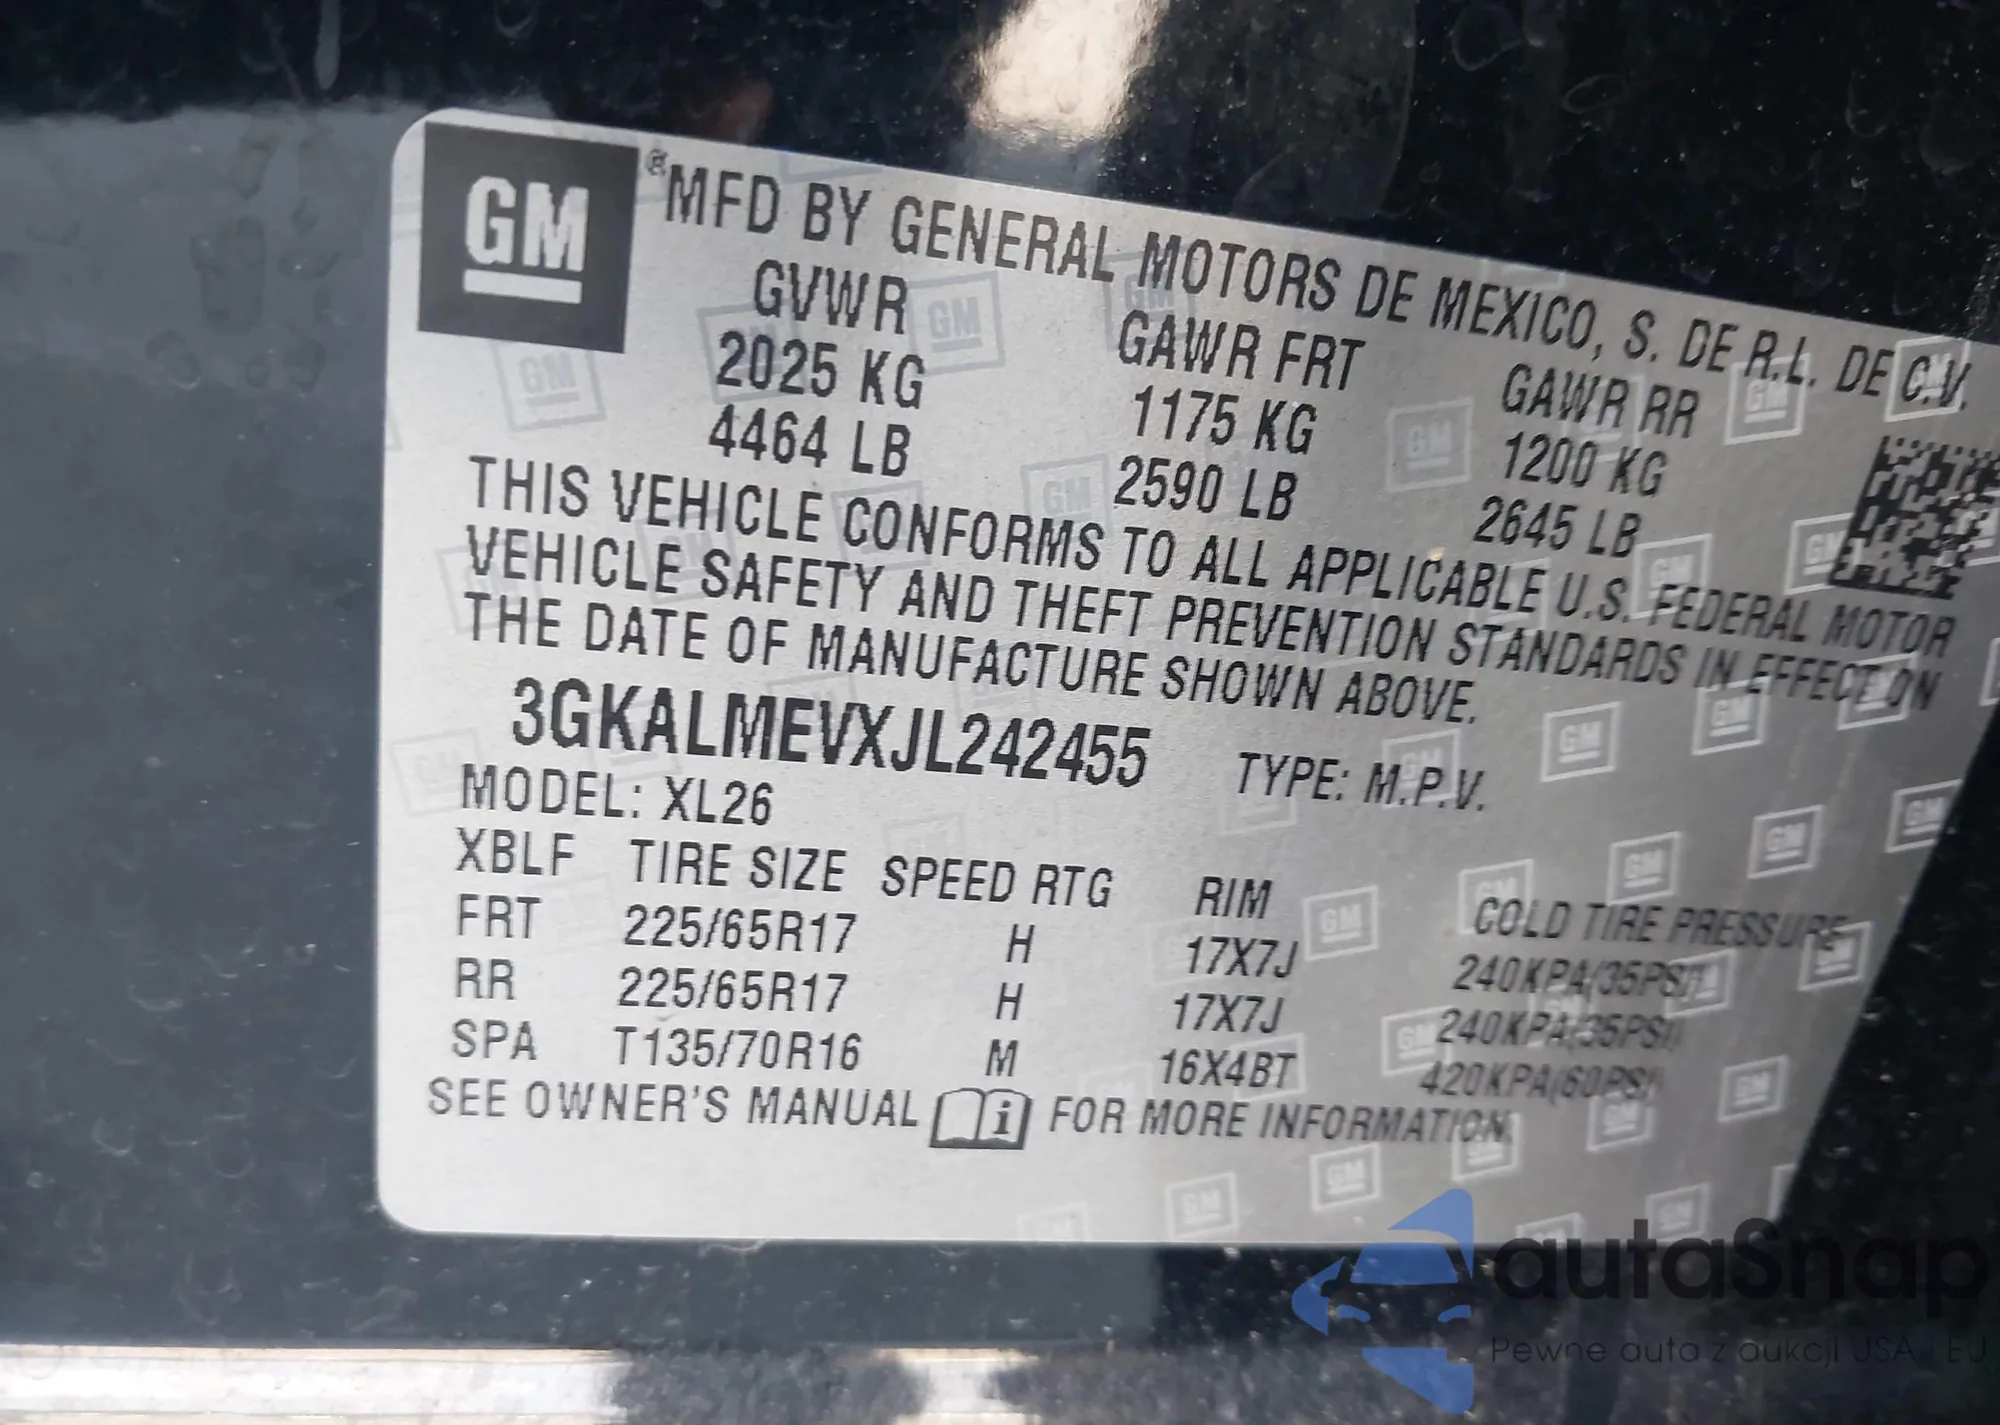 GM ® MFD BY GENERAL MOTORS DE MEXICO, S. DE R.L. DE C.V.
GVWR GAWR FRT GAWR RR
2025 KG 1175 KG 1200 KG
4464 LB 2590 LB 2645 LB
THIS VEHICLE CONFORMS TO ALL APPLICABLE U.S. FEDERAL MOTOR
VEHICLE SAFETY AND THEFT PREVENTION STANDARDS IN EFFECT ON
THE DATE OF MANUFACTURE SHOWN ABOVE.
3GKALMEVXJL242455 TYPE: M.P.V.
MODEL: XL26
XBLF TIRE SIZE SPEED RTG RIM COLD TIRE PRESSURE
FRT 225/65R17 H 17X7J 240KPA(35PSI)
RR 225/65R17 H 17X7J 240KPA(35PSI)
SPA T135/70R16 M 16X4BT 420KPA(60PSI)
SEE OWNER'S MANUAL i FOR MORE INFORMATION.
autaSnap
Pewne auta z aukcji USA / EU